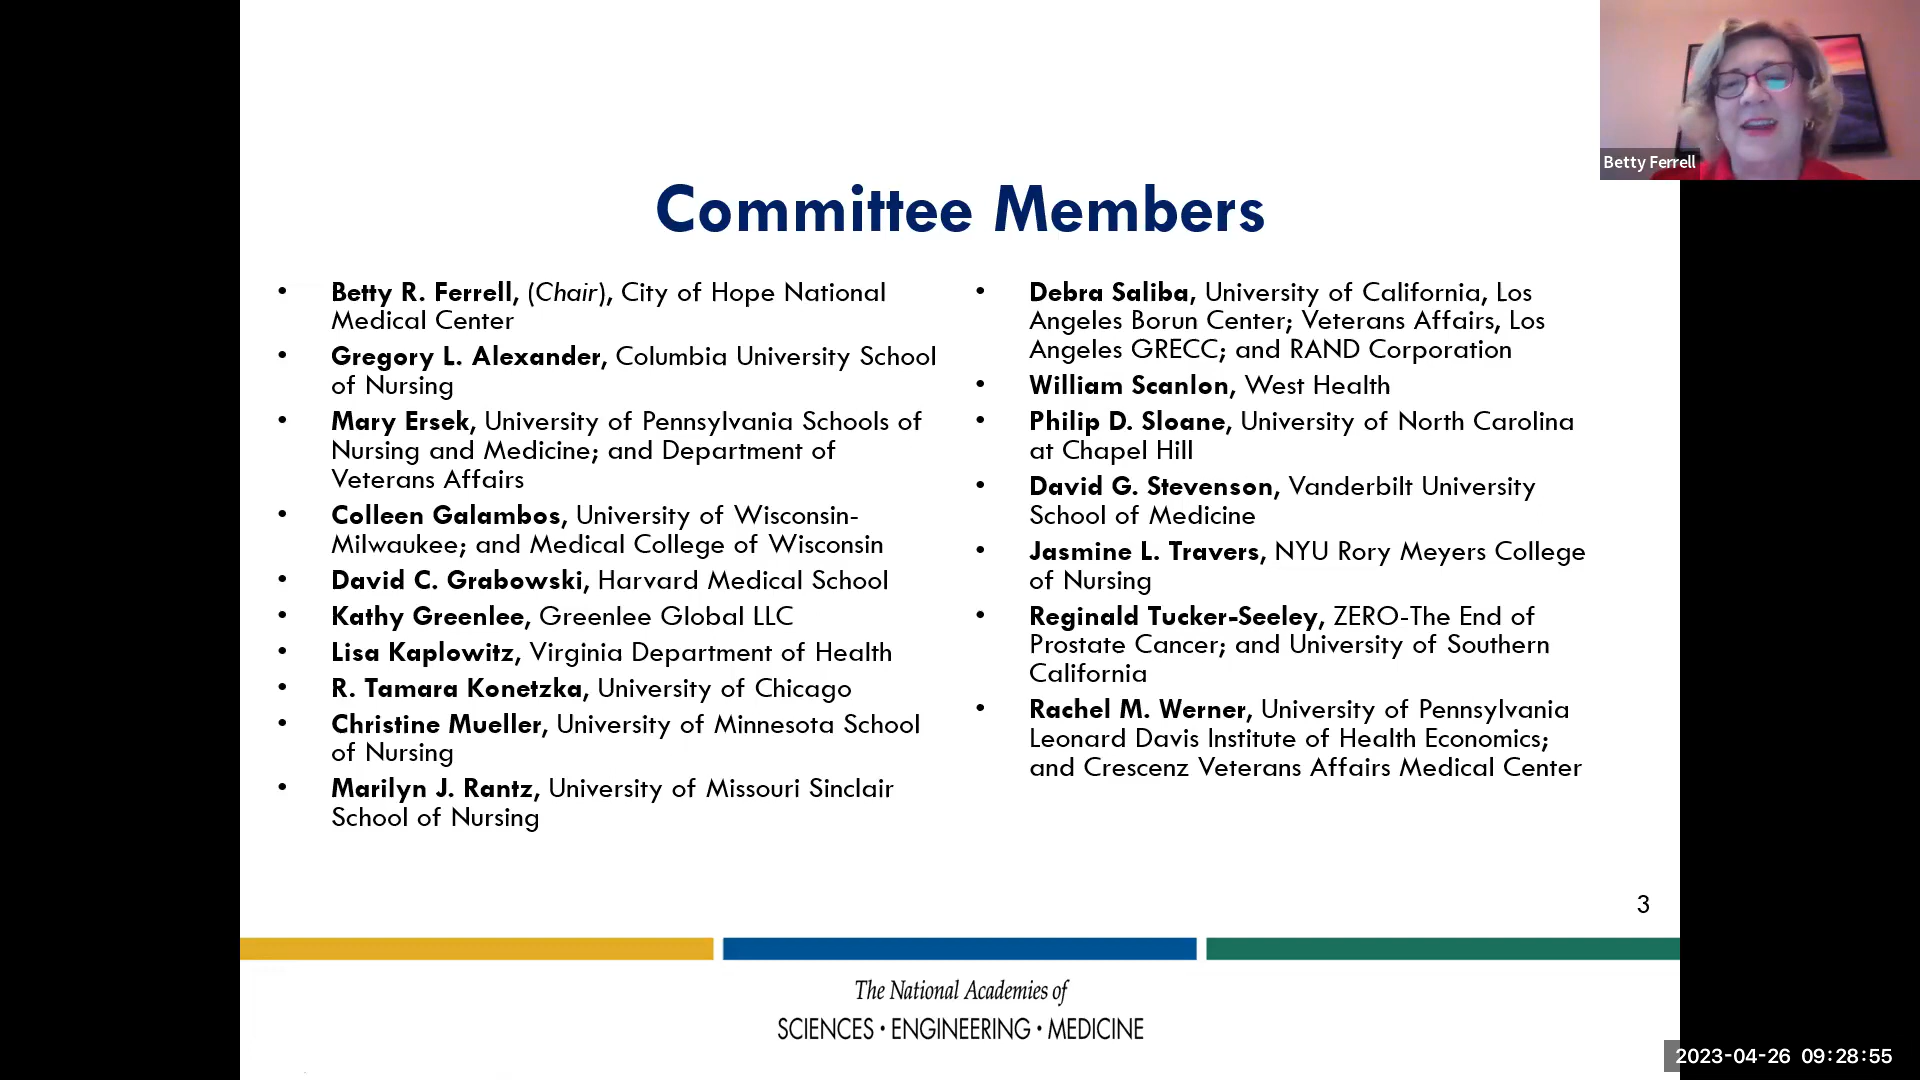 Betty Ferrell
Committee Members
• Betty R. Ferrell, (Chair), City of Hope National
Medical Center
• Gregory L. Alexander, Columbia University School
of Nursing
• Mary Ersek, University of Pennsylvania Schools of
Nursing and Medicine; and Department of
Veterans Affairs
• Colleen Galambos, University of Wisconsin-
Milwaukee; and Medical College of Wisconsin
• David C. Grabowski, Harvard Medical School
• Kathy Greenlee, Greenlee Global LLC
• Lisa Kaplowitz, Virginia Department of Health
• R. Tamara Konetzka, University of Chicago
• Christine Mueller, University of Minnesota School
of Nursing
• Marilyn J. Rantz, University of Missouri Sinclair
School of Nursing
• Debra Saliba, University of California, Los
Angeles Borun Center; Veterans Affairs, Los
Angeles GRECC; and RAND Corporation
• William Scanlon, West Health
• Philip D. Sloane, University of North Carolina
at Chapel Hill
• David G. Stevenson, Vanderbilt University
School of Medicine
• Jasmine L. Travers, NYU Rory Meyers College
of Nursing
• Reginald Tucker-Seeley, ZERO-The End of
Prostate Cancer; and University of Southern
California
• Rachel M. Werner, University of Pennsylvania
Leonard Davis Institute of Health Economics;
and Crescenz Veterans Affairs Medical Center
3
The National Academies of
SCIENCES • ENGINEERING • MEDICINE
2023-04-26 09:28:55